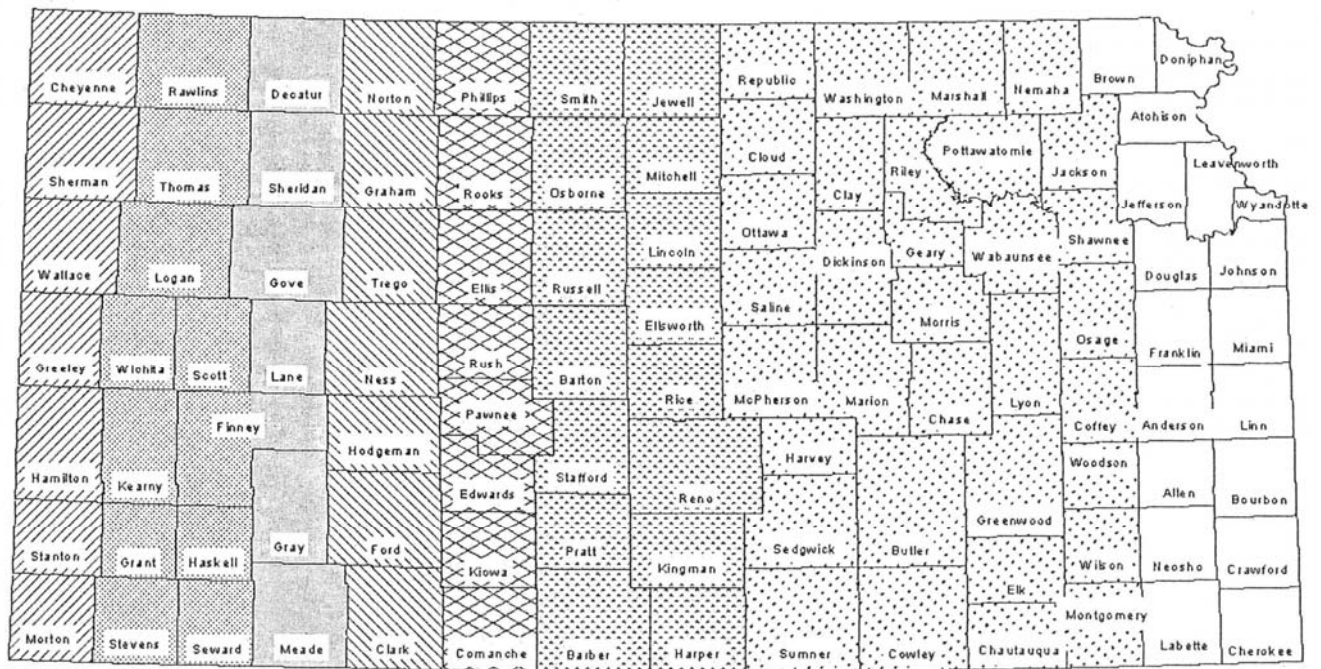 Cheyenne
Rawlins
Decatur
Norton
Phillips
Smith
Jewell
Republic
Washington
Marshall
Nemaha
Brown
Doniphan
Atchison
Sherman
Thomas
Sheridan
Graham
Rooks
Osborne
Mitchell
Cloud
Clay
Riley
Pottawatomie
Jackson
Jefferson
Leavenworth
Wyandotte
Wallace
Logan
Gove
Trego
Ellis
Russell
Lincoln
Ottawa
Dickinson
Geary
Wabaunsee
Shawnee
Douglas
Johnson
Ellsworth
Saline
Morris
Osage
Franklin
Miami
Greeley
Wichita
Scott
Lane
Ness
Rush
Barton
Rice
McPherson
Marion
Chase
Lyon
Coffey
Anderson
Linn
Hamilton
Kearny
Finney
Hodgeman
Pawnee
Edwards
Stafford
Reno
Harvey
Greenwood
Woodson
Allen
Bourbon
Stanton
Grant
Haskell
Gray
Ford
Kiowa
Pratt
Kingman
Sedgwick
Butler
Elk
Wilson
Neosho
Crawford
Morton
Stevens
Seward
Meade
Clark
Comanche
Barber
Harper
Sumner
Cowley
Chautauqua
Montgomery
Labette
Cherokee